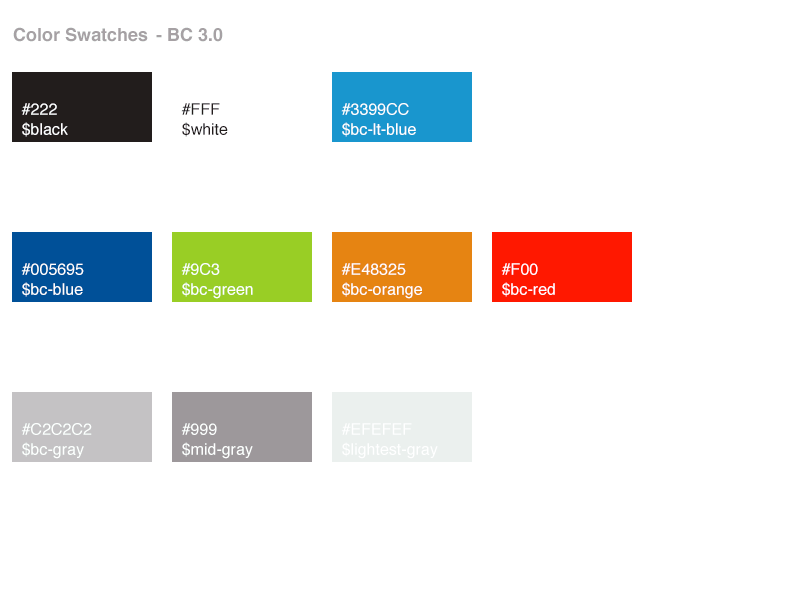 Color Swatches - BC 3.0
#222
$black
#FFF
$white
#3399CC
$bc-lt-blue
#005695
$bc-blue
#9C3
$bc-green
#E48325
$bc-orange
#F00
$bc-red
#C2C2C2
$bc-gray
#999
$mid-gray
#EFEFEF
$lightest-gray